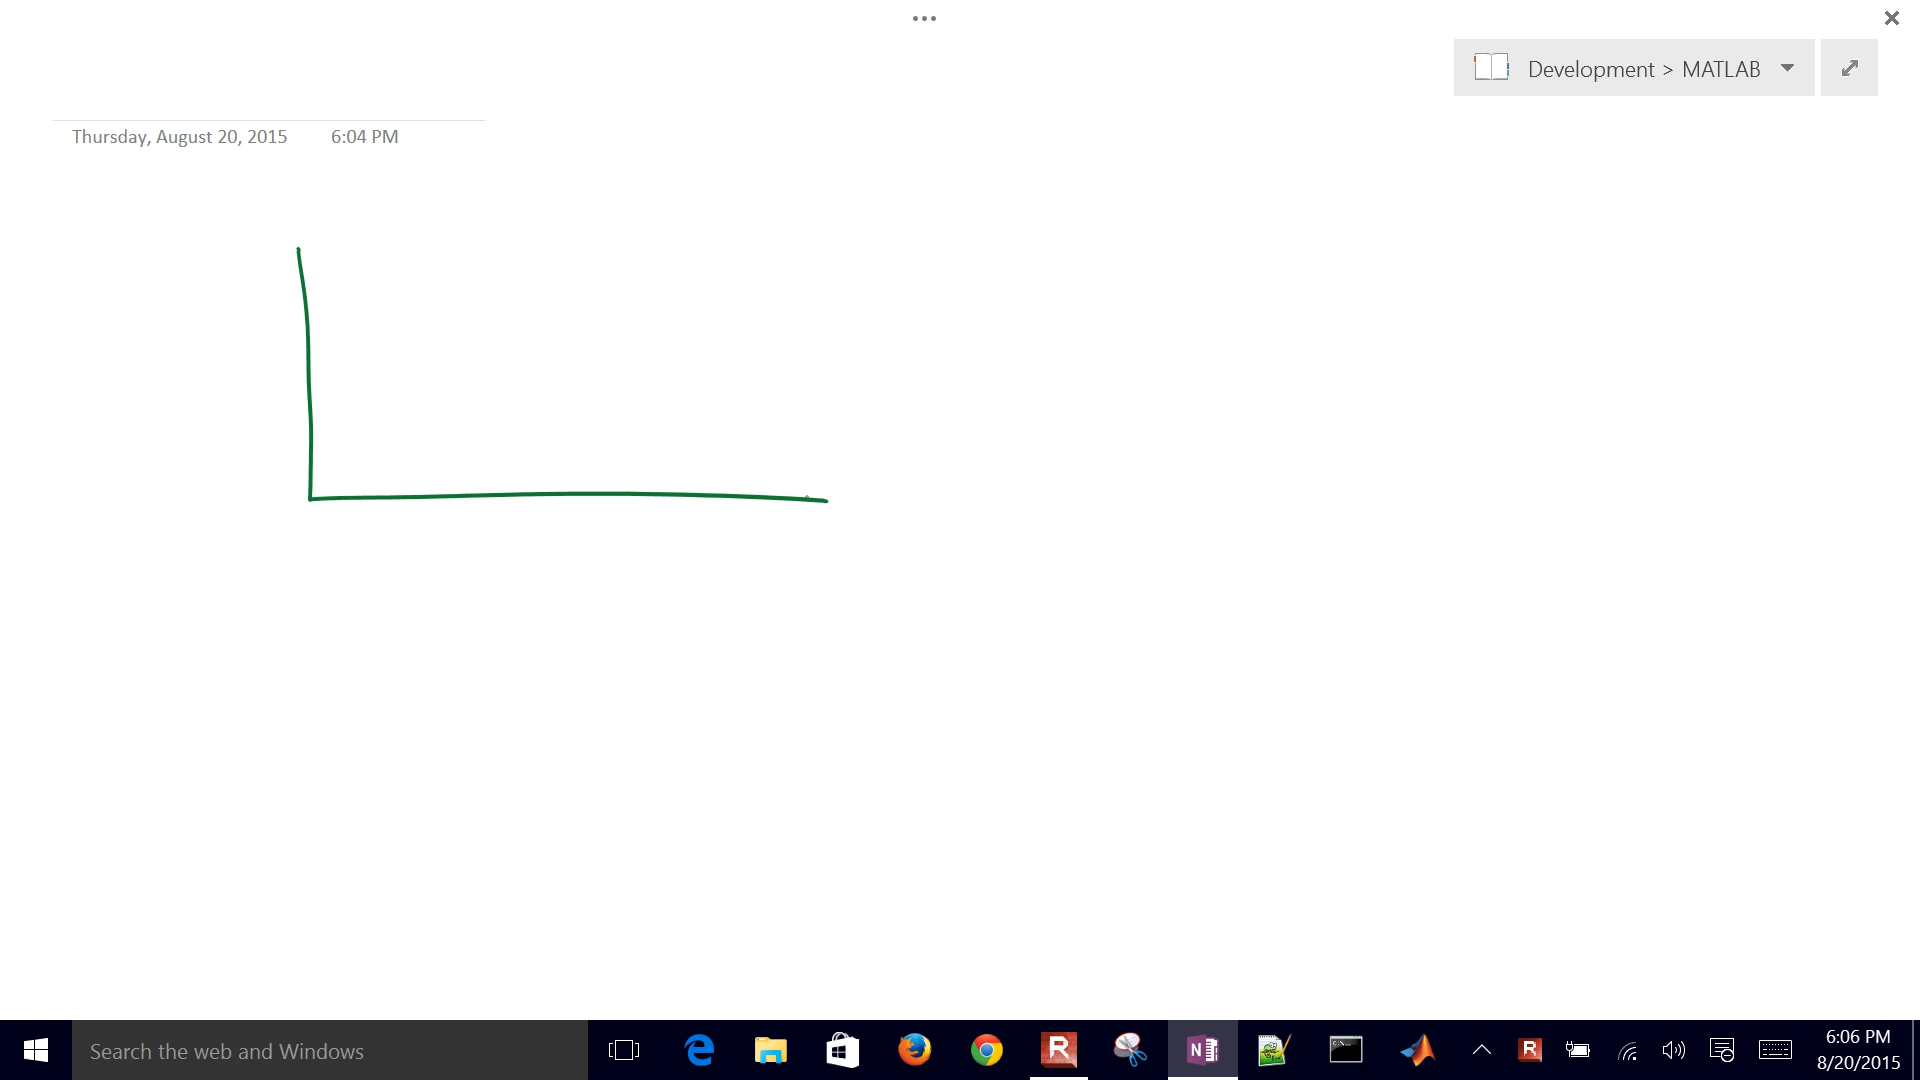 Development > MATLAB
Thursday, August 20, 2015 6:04 PM
Search the web and Windows
6:06 PM
8/20/2015